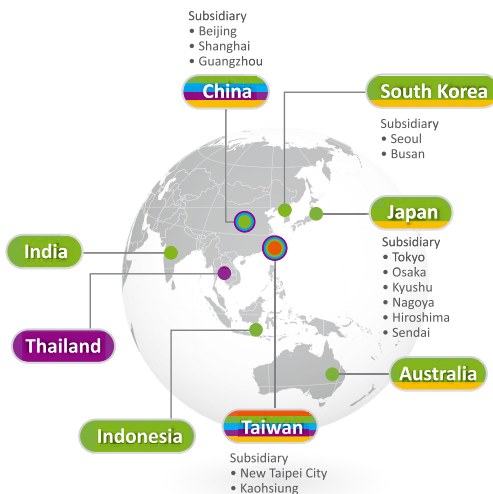 Subsidiary
• Beijing
• Shanghai
• Guangzhou
China
South Korea
Subsidiary
• Seoul
• Busan
Japan
Subsidiary
• Tokyo
• Osaka
• Kyushu
• Nagoya
• Hiroshima
• Sendai
India
Thailand
Australia
Indonesia
Taiwan
Subsidiary
• New Taipei City
• Kaohsiung